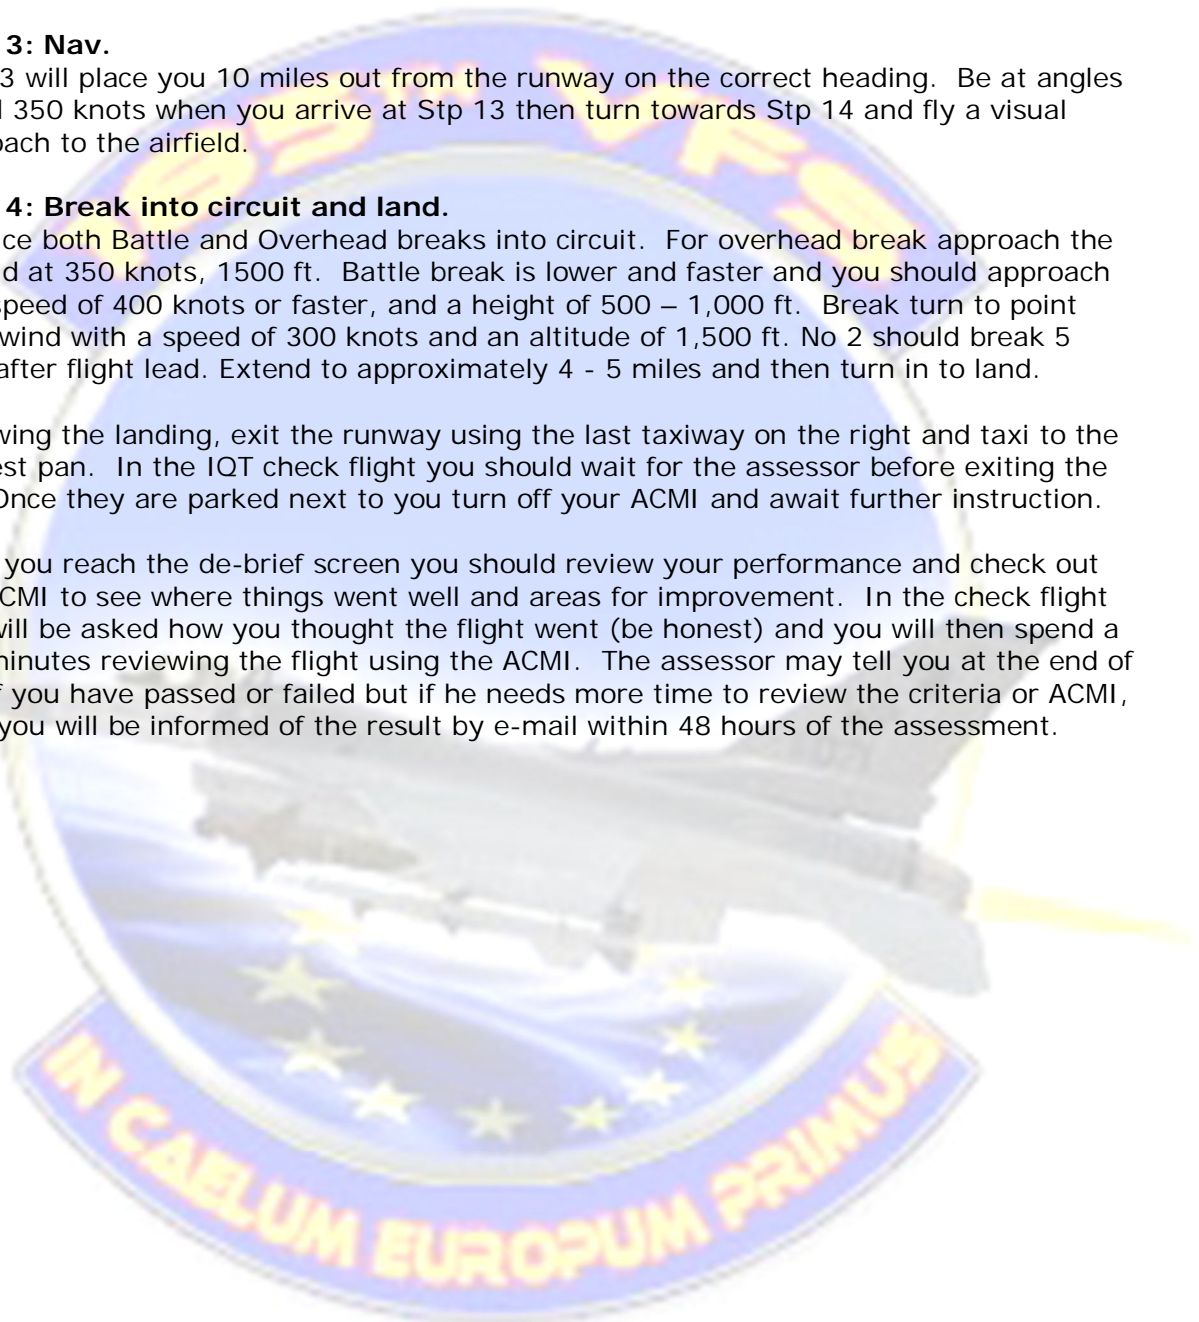 3: Nav.
3 will place you 10 miles out from the runway on the correct heading. Be at angles
350 knots when you arrive at Stp 13 then turn towards Stp 14 and fly a visual
to the airfield.
4: Break into circuit and land.
both Battle and Overhead breaks into circuit. For overhead break approach the
at 350 knots, 1500 ft. Battle break is lower and faster and you should approach
speed of 400 knots or faster, and a height of 500 – 1,000 ft. Break turn to point
wind with a speed of 300 knots and an altitude of 1,500 ft. No 2 should break 5
after flight lead. Extend to approximately 4 - 5 miles and then turn in to land.
wing the landing, exit the runway using the last taxiway on the right and taxi to the
est pan. In the IQT check flight you should wait for the assessor before exiting the
Once they are parked next to you turn off your ACMI and await further instruction.
you reach the de-brief screen you should review your performance and check out
CMI to see where things went well and areas for improvement. In the check flight
will be asked how you thought the flight went (be honest) and you will then spend a
minutes reviewing the flight using the ACMI. The assessor may tell you at the end of
f you have passed or failed but if he needs more time to review the criteria or ACMI,
you will be informed of the result by e-mail within 48 hours of the assessment.
VFS
IN CAELUM EUROPUM PRIMUS